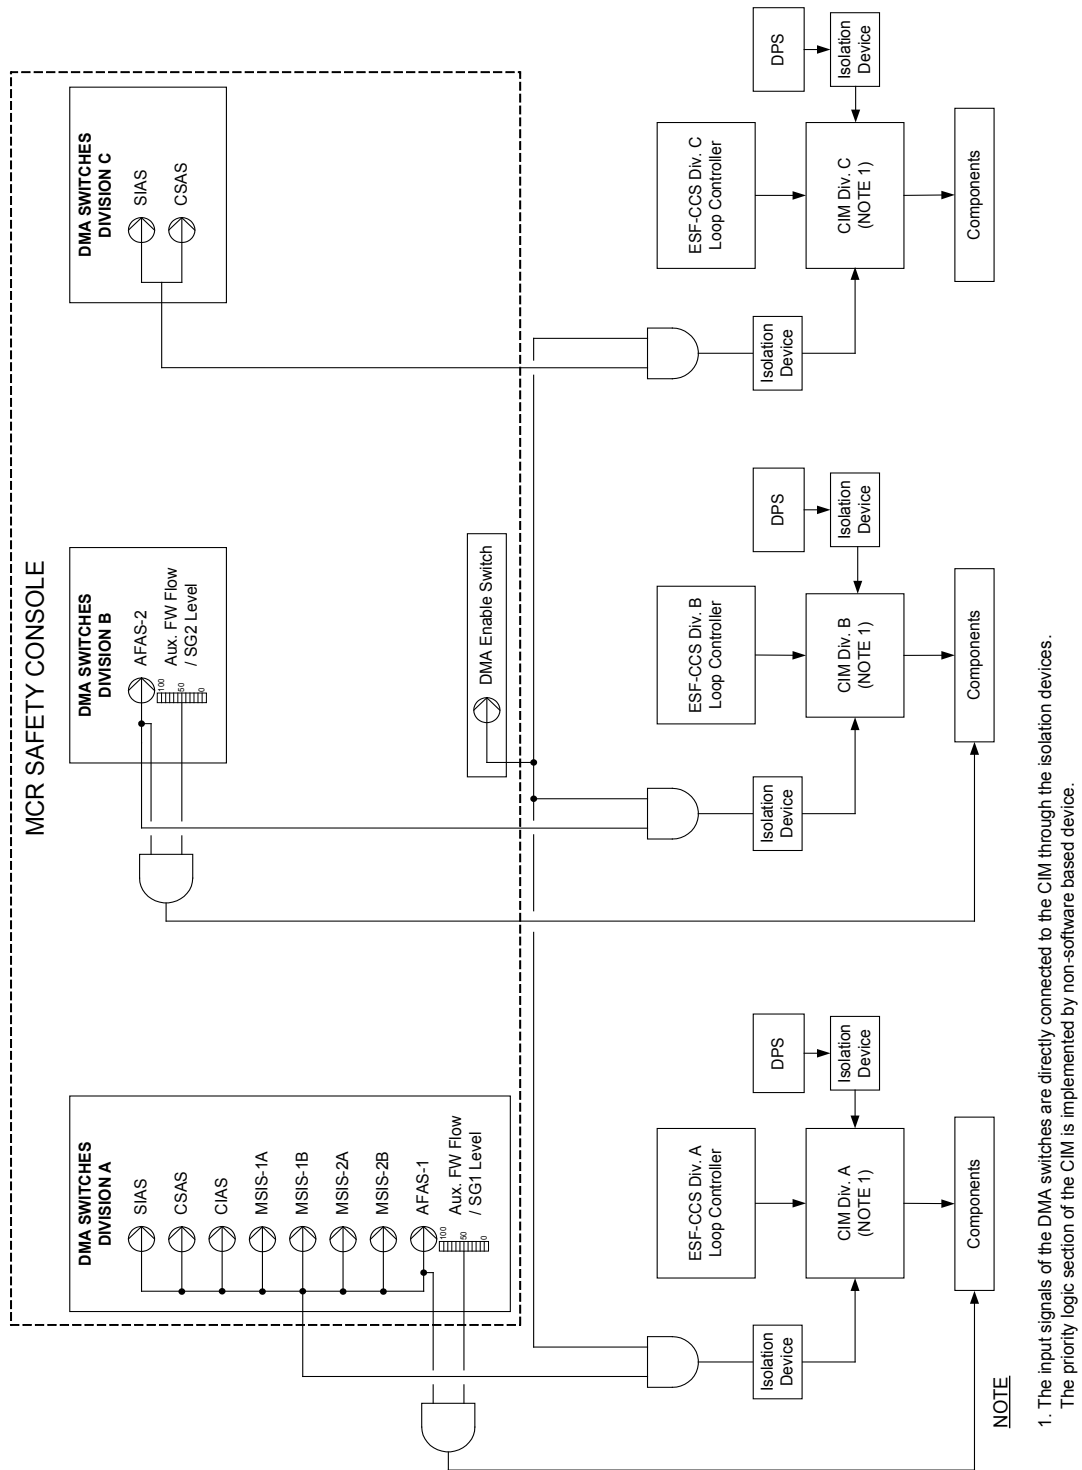 MCR SAFETY CONSOLE
DMA SWITCHES
DIVISION A
SIAS
CSAS
CIAS
MSIS-1A
MSIS-1B
MSIS-2A
MSIS-2B
AFAS-1
Aux. FW Flow
/ SG1 Level
100
50
0
DMA SWITCHES
DIVISION B
AFAS-2
Aux. FW Flow
/ SG2 Level
100
50
0
DMA SWITCHES
DIVISION C
SIAS
CSAS
DMA Enable Switch
Isolation
Device
ESF-CCS Div. A
Loop Controller
DPS
Isolation
Device
CIM Div. A
(NOTE 1)
Components
Isolation
Device
ESF-CCS Div. B
Loop Controller
DPS
Isolation
Device
CIM Div. B
(NOTE 1)
Components
Isolation
Device
ESF-CCS Div. C
Loop Controller
DPS
Isolation
Device
CIM Div. C
(NOTE 1)
Components
NOTE
1. The input signals of the DMA switches are directly connected to the CIM through the isolation devices.
The priority logic section of the CIM is implemented by non-software based device.